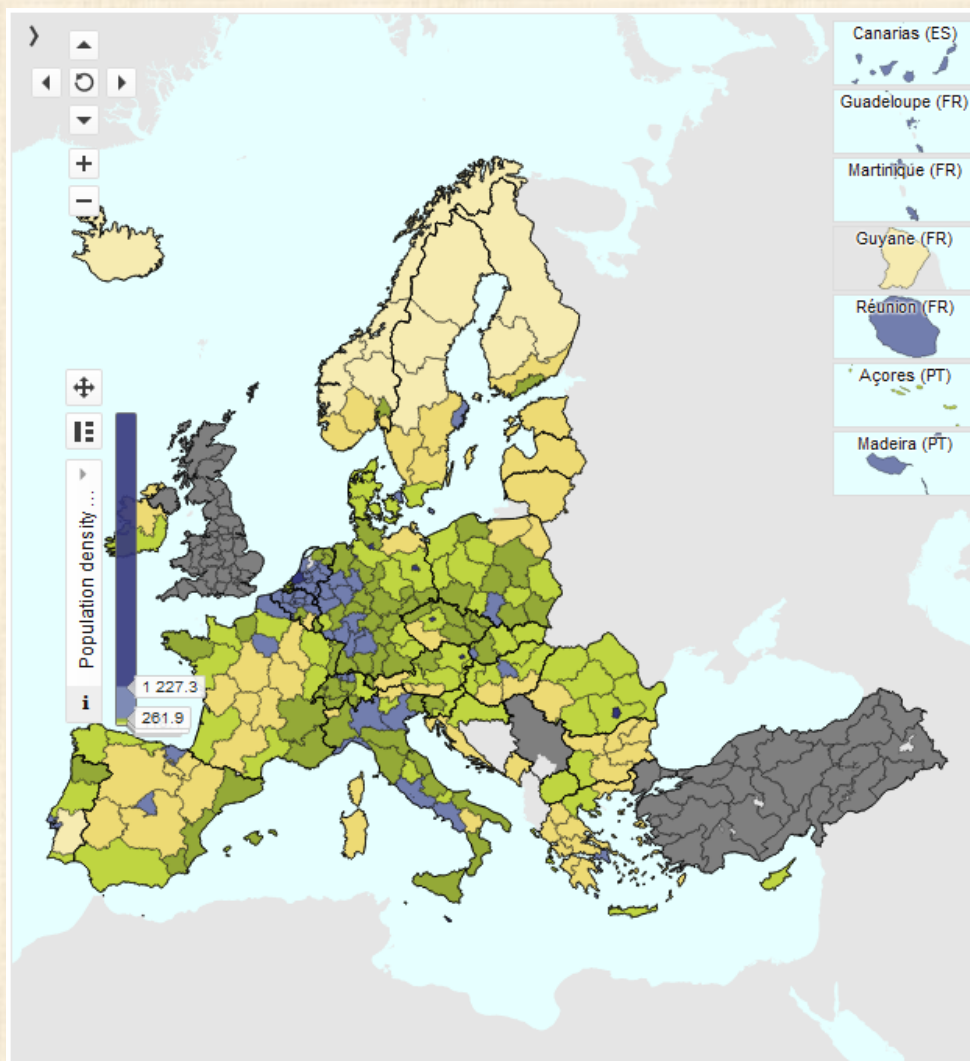 Canarias (ES)
Guadeloupe (FR)
Martinique (FR)
Guyane (FR)
Réunion (FR)
Açores (PT)
Madeira (PT)
Population density ...
1 227.3
261.9
i